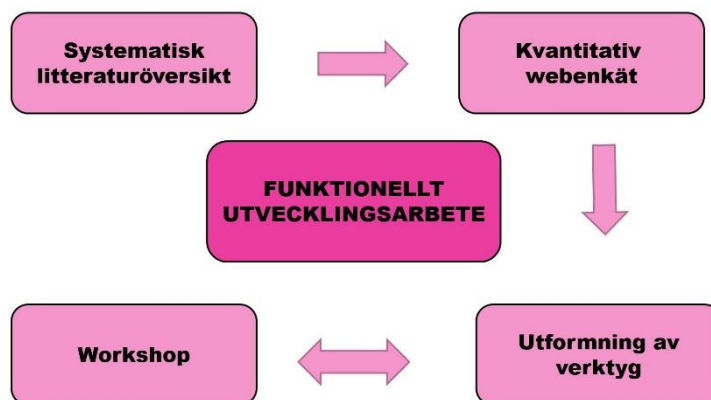 Systematisk
litteraturöversikt
Kvantitativ
webenkät
FUNKTIONELLT
UTVECKLINGSARBETE
Workshop
Utformning av
verktyg